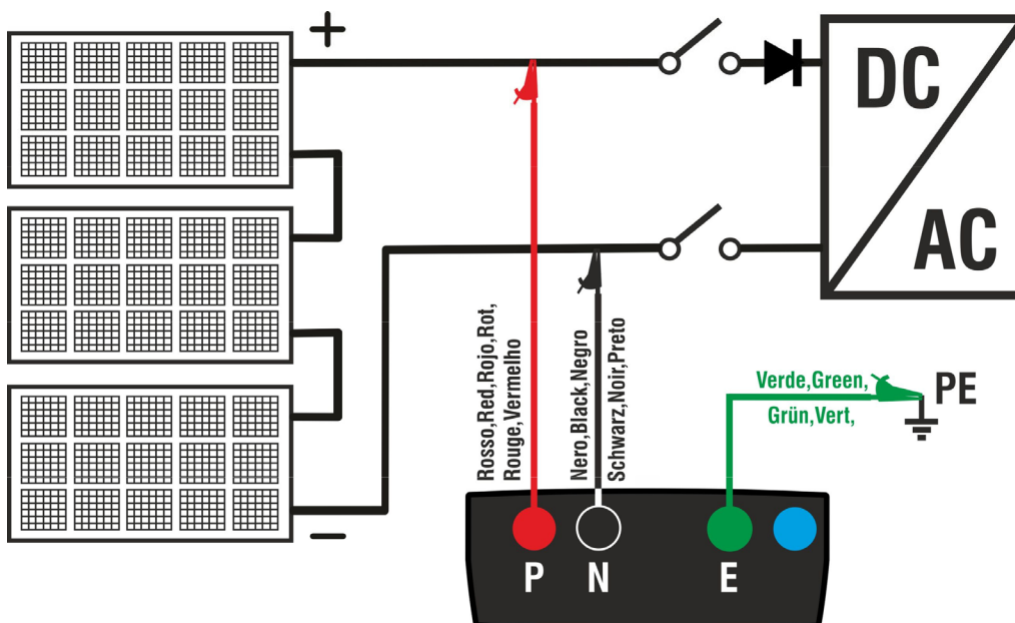 +
DC
AC
Rosso,Red,Rojo,Rot,
Rouge,Vermelho
Nero,Black,Negro
Schwarz,Noir,Preto
Verde,Green,
Grün,Vert,
PE
−
P N E